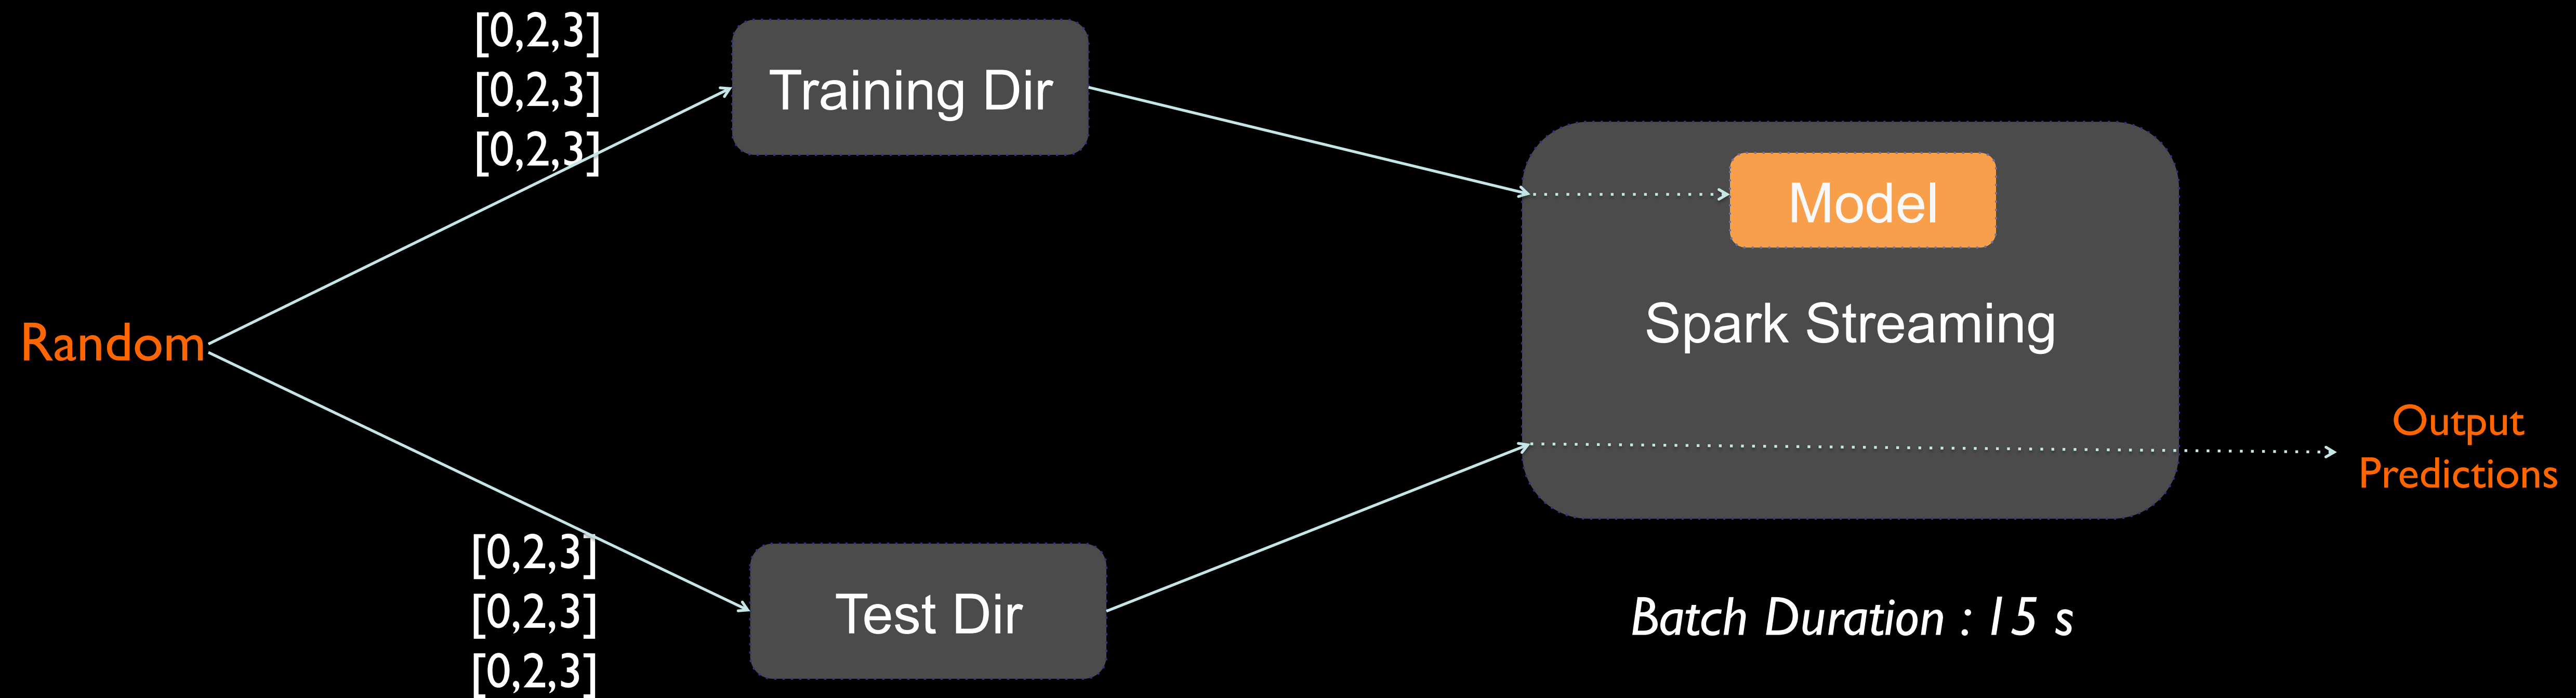 [0,2,3]
[0,2,3]
[0,2,3]
Training Dir
Model
Spark Streaming
Random
Output
Predictions
[0,2,3]
[0,2,3]
[0,2,3]
Test Dir
Batch Duration : 15 s